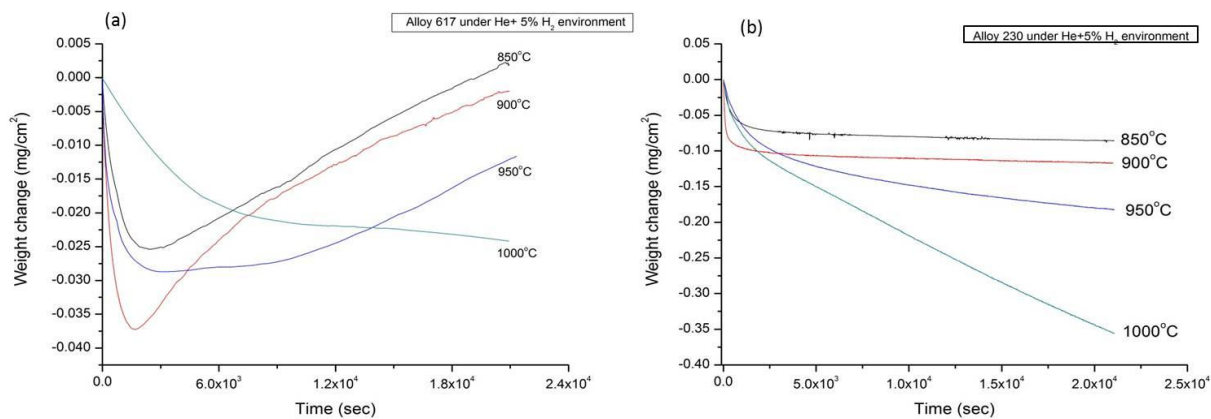 (a)
Alloy 617 under He+ 5% H₂ environment
0.005
0.000
-0.005
-0.010
-0.015
-0.020
-0.025
-0.030
-0.035
-0.040
Weight change (mg/cm²)
850°C
900°C
950°C
1000°C
0.0
6.0x10³
1.2x10⁴
1.8x10⁴
2.4x10⁴
Time (sec)
(b)
Alloy 230 under He+5% H₂ environment
0.05
0.00
-0.05
-0.10
-0.15
-0.20
-0.25
-0.30
-0.35
-0.40
Weight change (mg/cm²)
850°C
900°C
950°C
1000°C
0.0
5.0x10³
1.0x10⁴
1.5x10⁴
2.0x10⁴
2.5x10⁴
Time (sec)